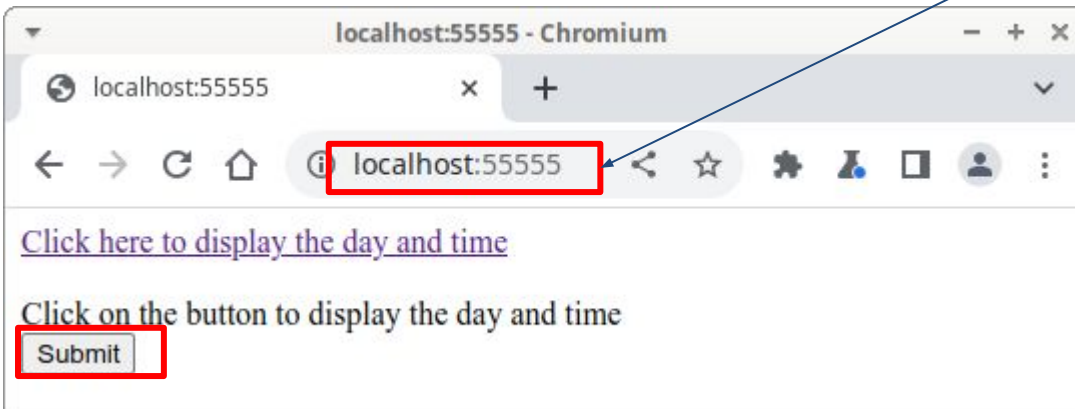 localhost:55555 - Chromium
localhost:55555
localhost:55555
Click here to display the day and time
Click on the button to display the day and time
Submit